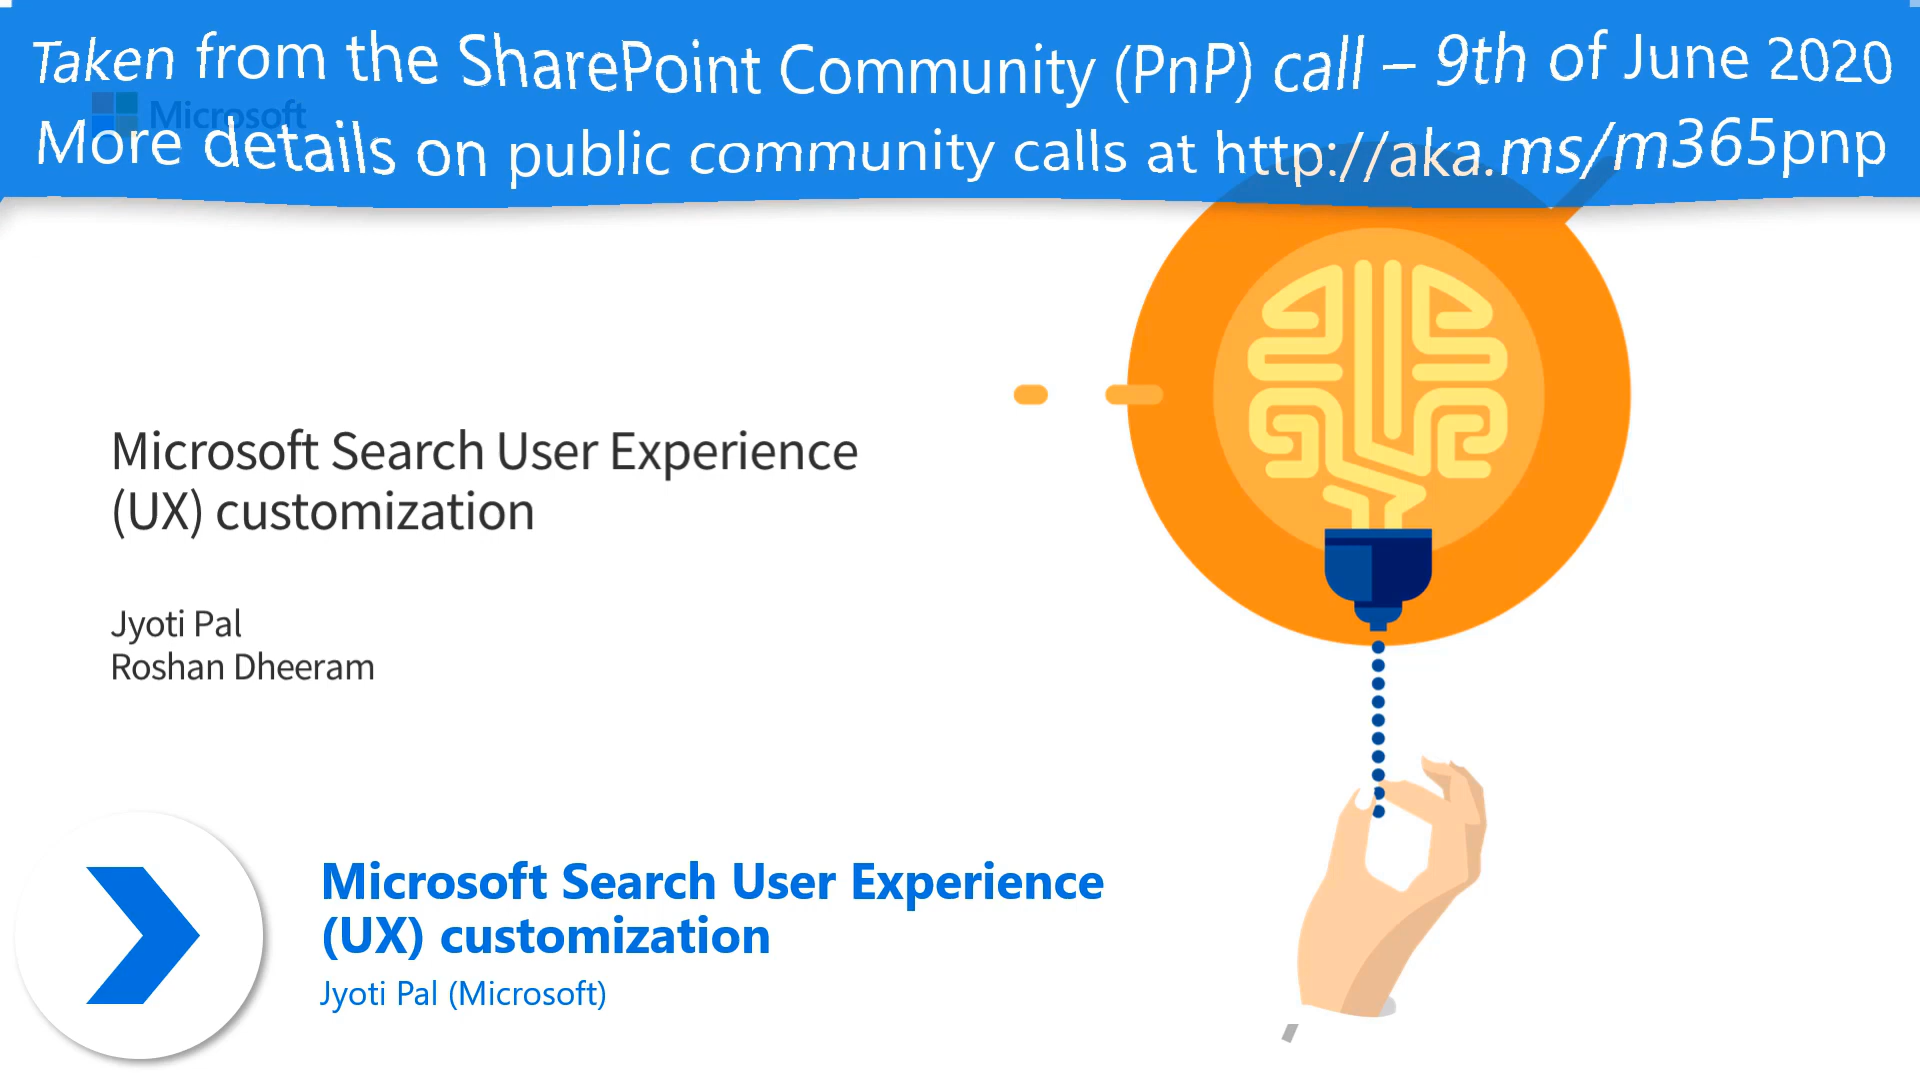 Taken from the SharePoint Community (PnP) call – 9th of June 2020
Microsoft
More details on public community calls at http://aka.ms/m365pnp
Microsoft Search User Experience
(UX) customization
Jyoti Pal
Roshan Dheeram
Microsoft Search User Experience
(UX) customization
Jyoti Pal (Microsoft)